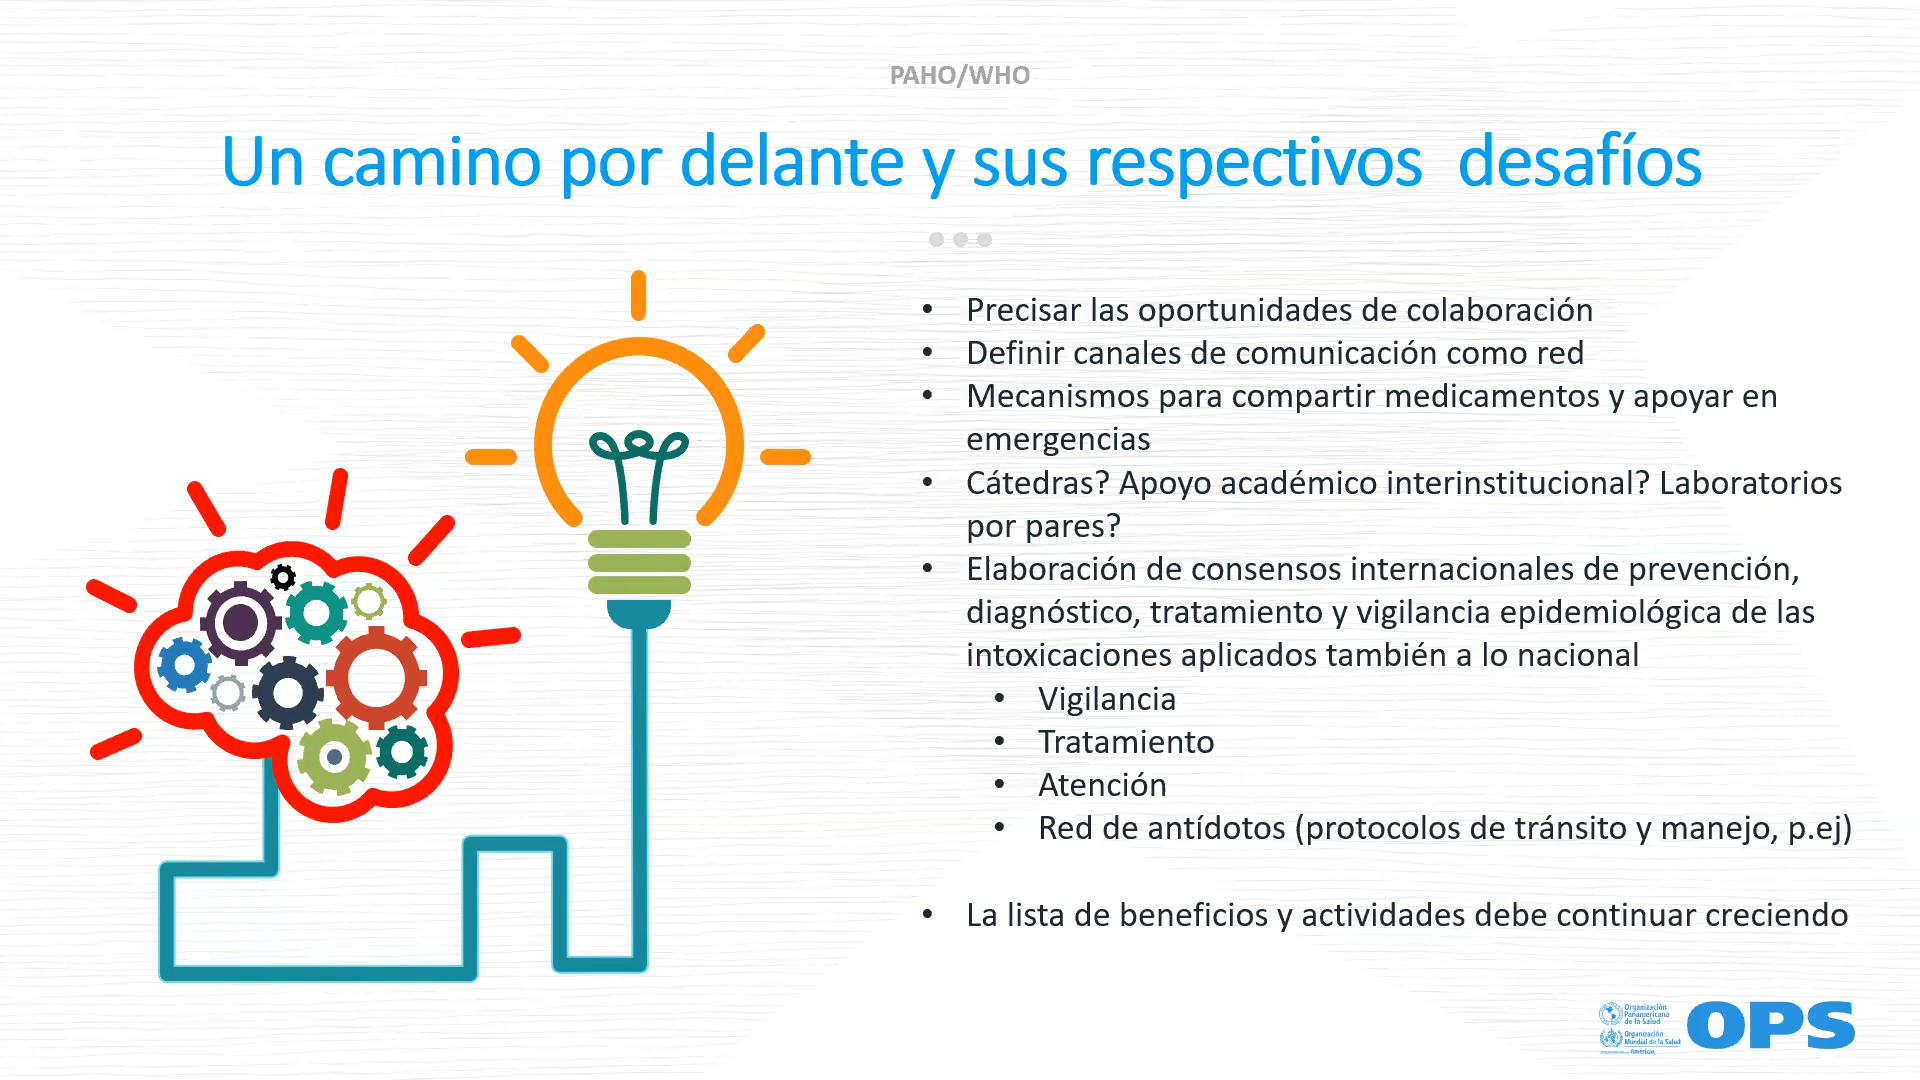 PAHO/WHO
Un camino por delante y sus respectivos desafíos
• Precisar las oportunidades de colaboración
• Definir canales de comunicación como red
• Mecanismos para compartir medicamentos y apoyar en
emergencias
• Cátedras? Apoyo académico interinstitucional? Laboratorios
por pares?
• Elaboración de consensos internacionales de prevención,
diagnóstico, tratamiento y vigilancia epidemiológica de las
intoxicaciones aplicados también a lo nacional
• Vigilancia
• Tratamiento
• Atención
• Red de antídotos (protocolos de tránsito y manejo, p.ej)
• La lista de beneficios y actividades debe continuar creciendo
Organización
Panamericana
de la Salud
Organización
Mundial de la Salud
Américas
OPS